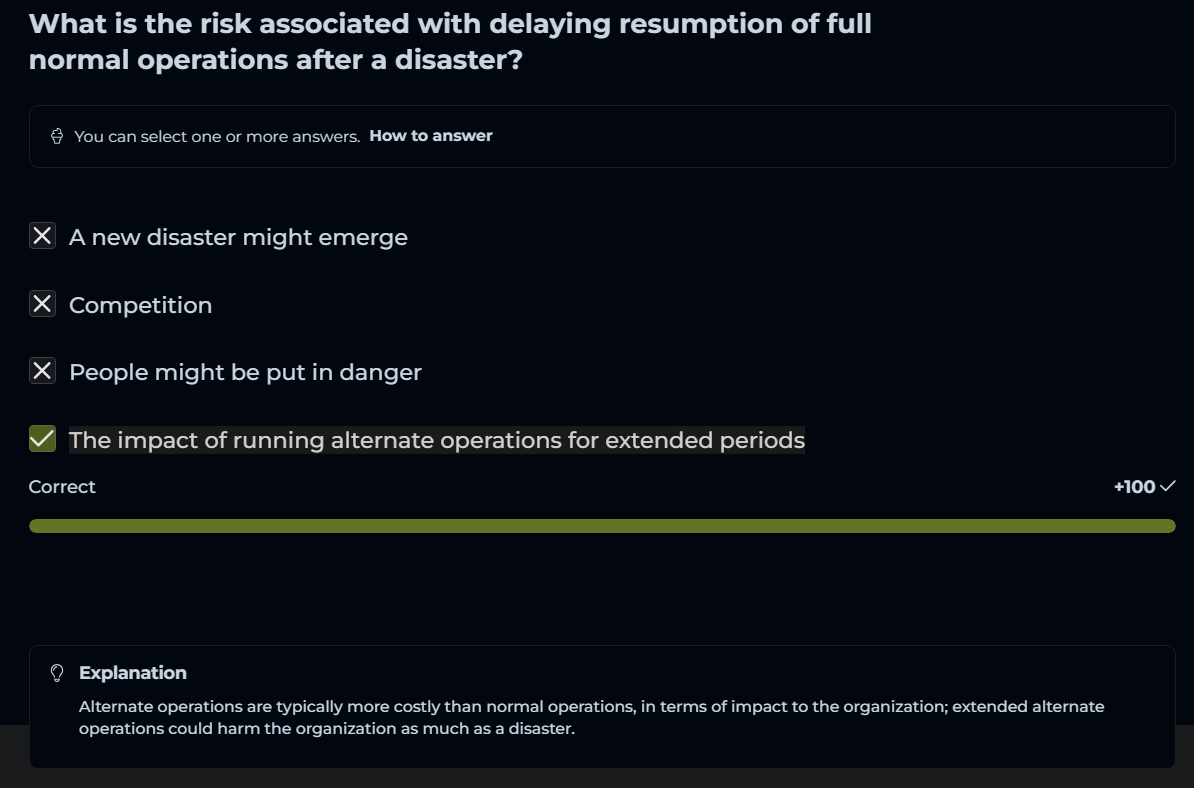 What is the risk associated with delaying resumption of full
normal operations after a disaster?
You can select one or more answers. How to answer
A new disaster might emerge
Competition
People might be put in danger
The impact of running alternate operations for extended periods
Correct
+100
Explanation
Alternate operations are typically more costly than normal operations, in terms of impact to the organization; extended alternate
operations could harm the organization as much as a disaster.